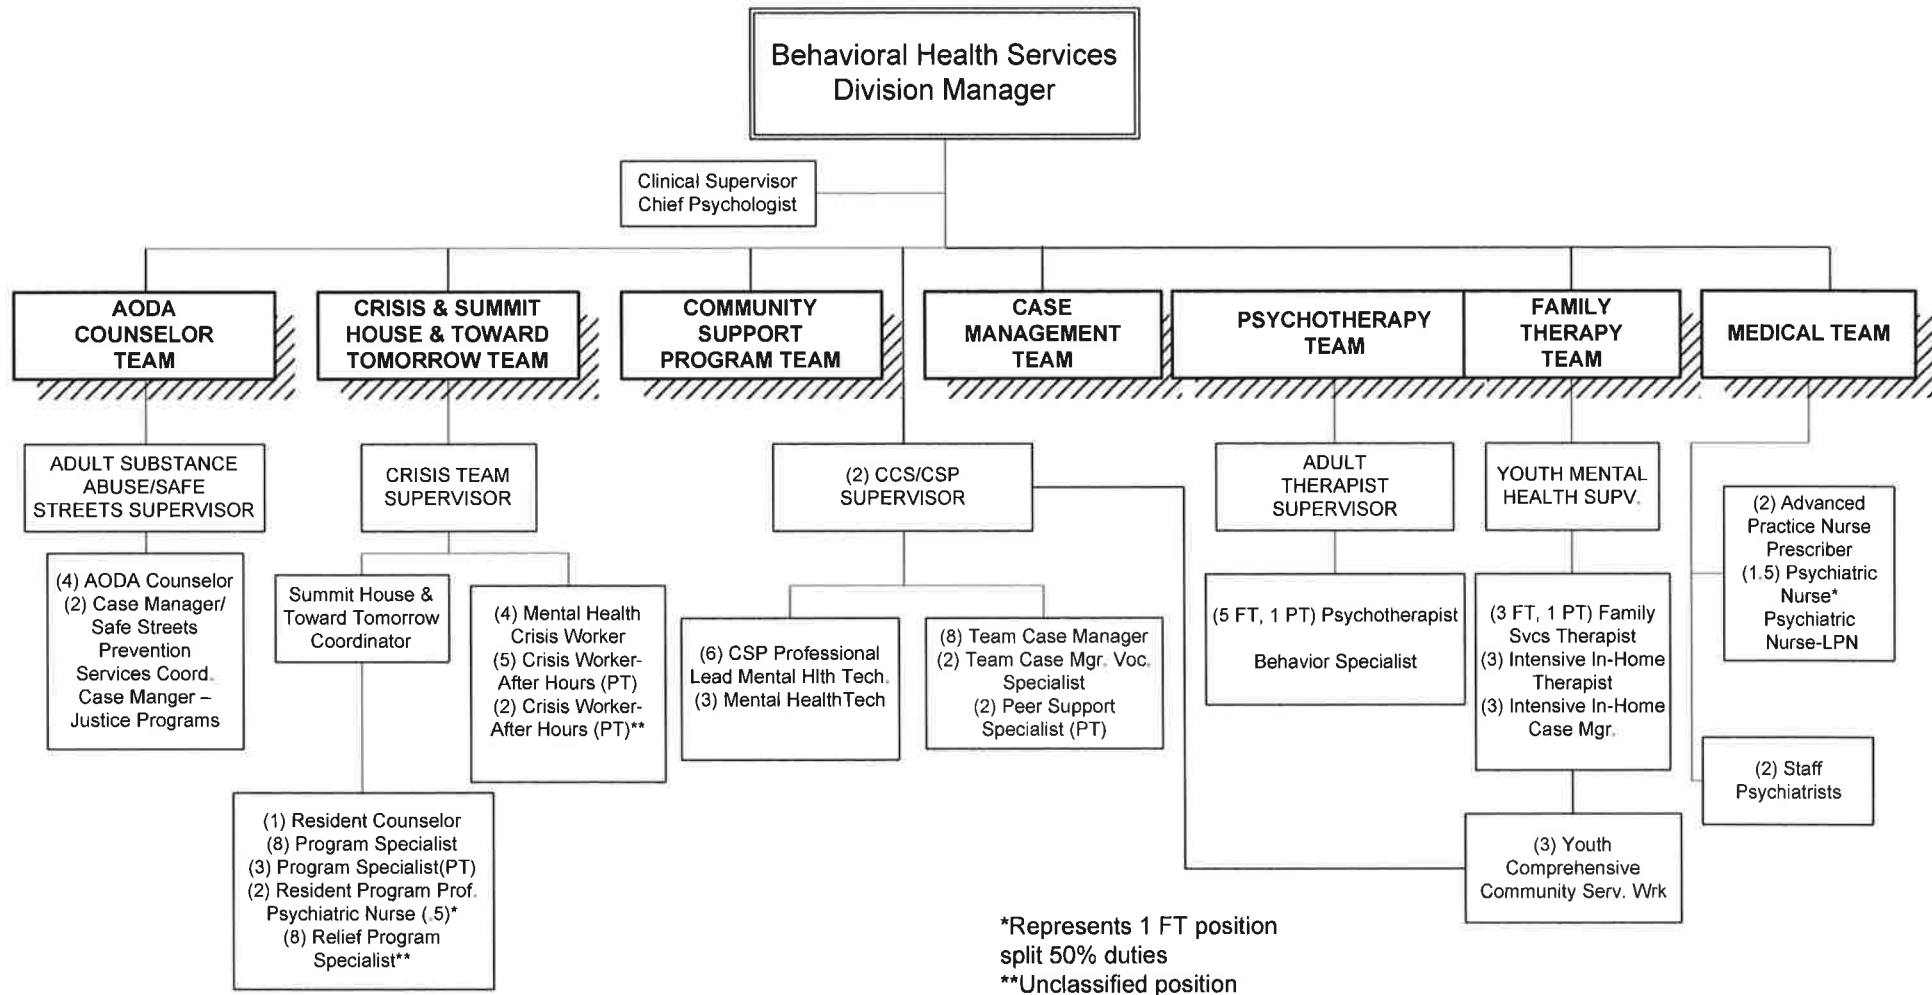 Behavioral Health Services
Division Manager
Clinical Supervisor
Chief Psychologist
AODA
COUNSELOR
TEAM
CRISIS & SUMMIT
HOUSE & TOWARD
TOMORROW TEAM
COMMUNITY
SUPPORT
PROGRAM TEAM
CASE
MANAGEMENT
TEAM
PSYCHOTHERAPY
TEAM
FAMILY
THERAPY
TEAM
MEDICAL TEAM
ADULT SUBSTANCE
ABUSE/SAFE
STREETS SUPERVISOR
CRISIS TEAM
SUPERVISOR
(2) CCS/CSP
SUPERVISOR
ADULT
THERAPIST
SUPERVISOR
YOUTH MENTAL
HEALTH SUPV.
(2) Advanced
Practice Nurse
Prescriber
(1.5) Psychiatric
Nurse*
Psychiatric
Nurse-LPN
(4) AODA Counselor
(2) Case Manager/
Safe Streets
Prevention
Services Coord.
Case Manger –
Justice Programs
Summit House &
Toward Tomorrow
Coordinator
(4) Mental Health
Crisis Worker
(5) Crisis Worker-
After Hours (PT)
(2) Crisis Worker-
After Hours (PT)**
(6) CSP Professional
Lead Mental Hlth Tech.
(3) Mental HealthTech
(8) Team Case Manager
(2) Team Case Mgr. Voc.
Specialist
(2) Peer Support
Specialist (PT)
(5 FT, 1 PT) Psychotherapist
Behavior Specialist
(3 FT, 1 PT) Family
Svcs Therapist
(3) Intensive In-Home
Therapist
(3) Intensive In-Home
Case Mgr.
(2) Staff
Psychiatrists
(1) Resident Counselor
(8) Program Specialist
(3) Program Specialist(PT)
(2) Resident Program Prof.
Psychiatric Nurse (.5)*
(8) Relief Program
Specialist**
(3) Youth
Comprehensive
Community Serv. Wrk
*Represents 1 FT position
split 50% duties
**Unclassified position